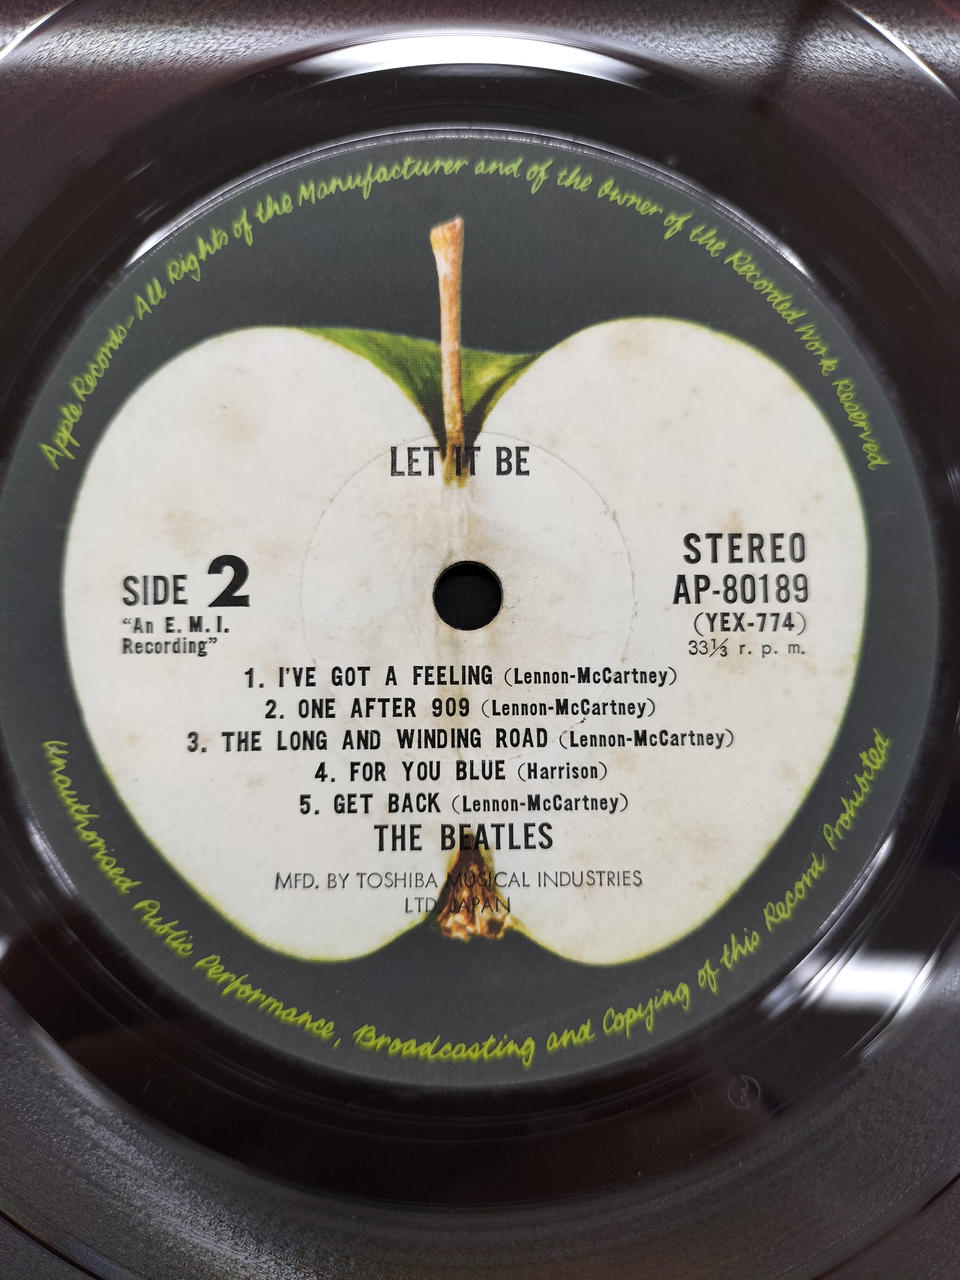 Apple Records-All Rights of the Manufacturer and of the Owner of the Recorded Work Reserved
LET IT BE
SIDE 2
"An E. M. I.
Recording"
STEREO
AP-80189
(YEX-774)
33⅓ r. p. m.
1. I'VE GOT A FEELING (Lennon-McCartney)
2. ONE AFTER 909 (Lennon-McCartney)
3. THE LONG AND WINDING ROAD (Lennon-McCartney)
4. FOR YOU BLUE (Harrison)
5. GET BACK (Lennon-McCartney)
THE BEATLES
MFD. BY TOSHIBA MUSICAL INDUSTRIES
LTD. JAPAN
Unauthorised Public Performance, Broadcasting and Copying of this Record Prohibited